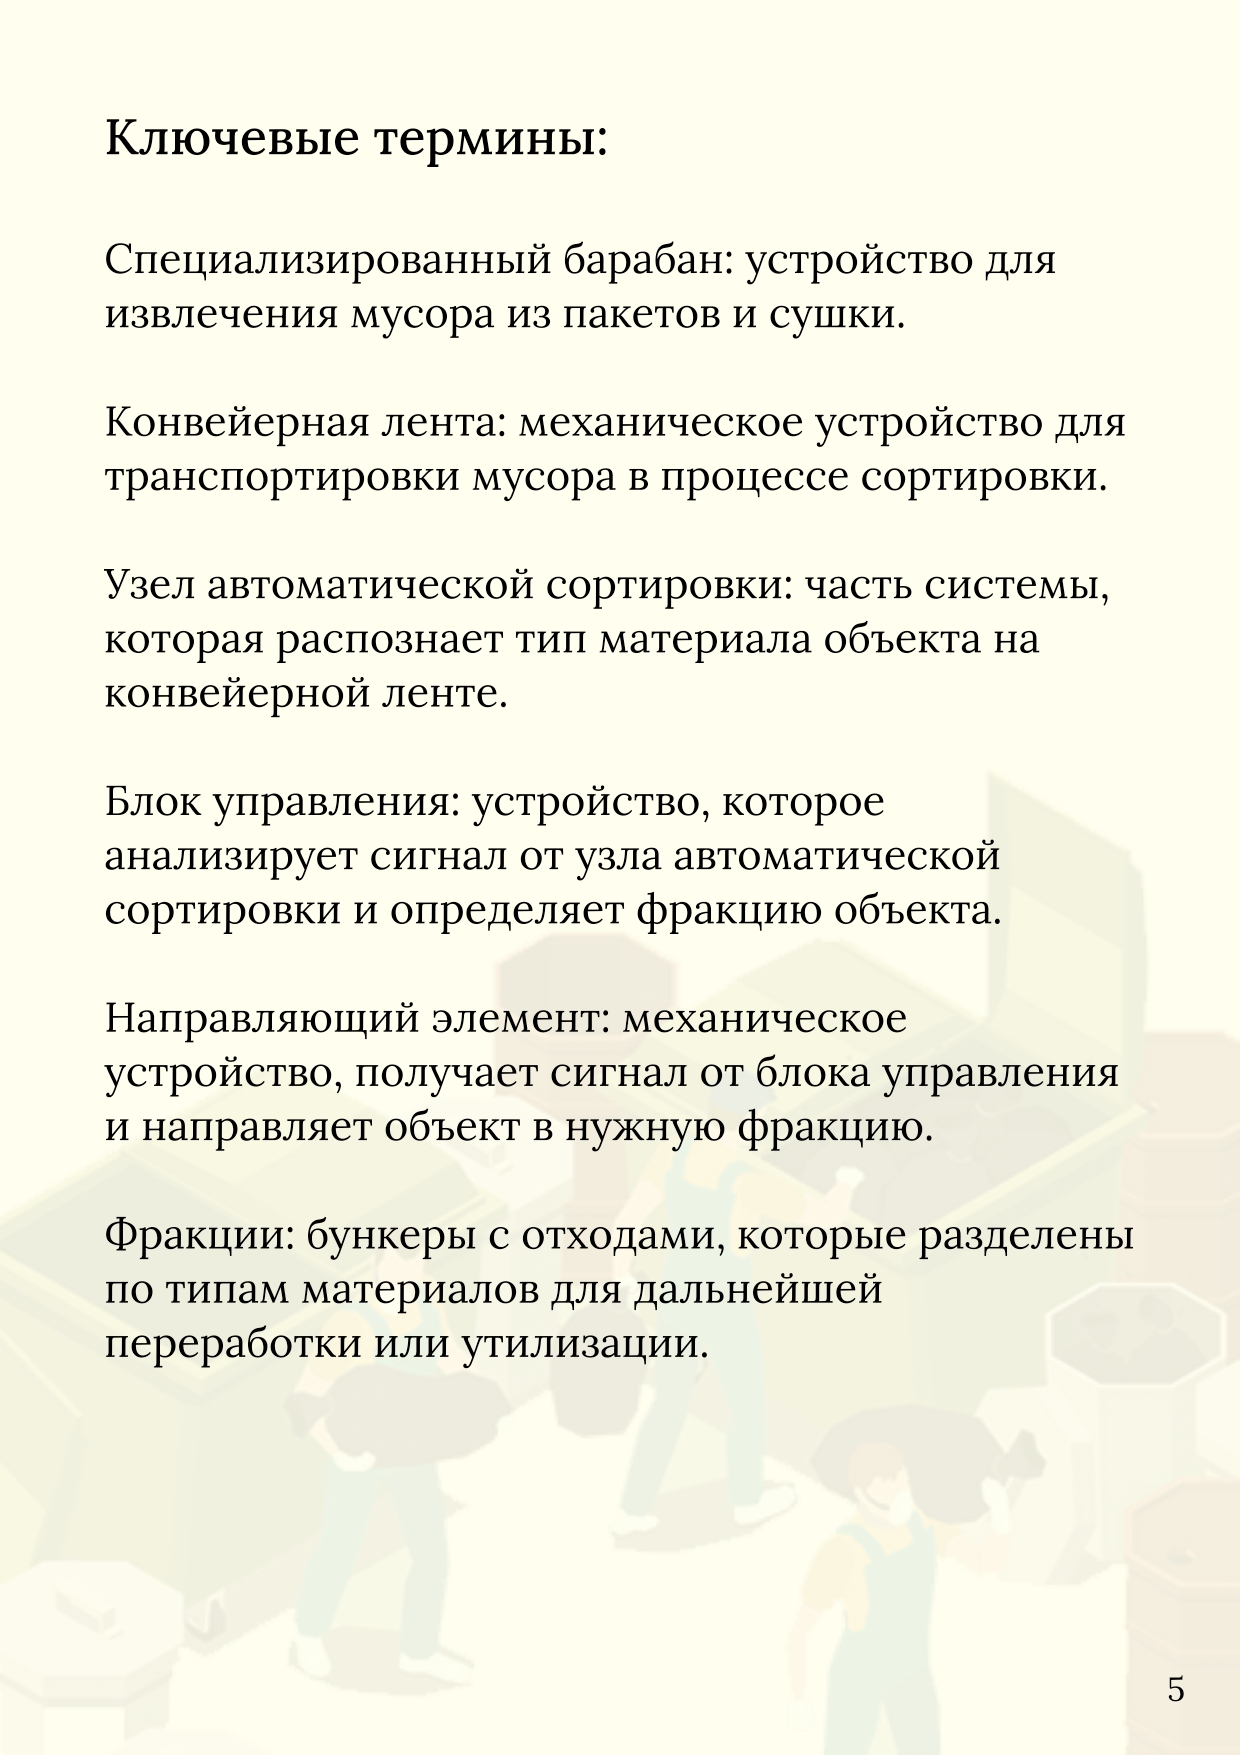 Ключевые термины:
Специализированный барабан: устройство для
извлечения мусора из пакетов и сушки.
Конвейерная лента: механическое устройство для
транспортировки мусора в процессе сортировки.
Узел автоматической сортировки: часть системы,
которая распознает тип материала объекта на
конвейерной ленте.
Блок управления: устройство, которое
анализирует сигнал от узла автоматической
сортировки и определяет фракцию объекта.
Направляющий элемент: механическое
устройство, получает сигнал от блока управления
и направляет объект в нужную фракцию.
Фракции: бункеры с отходами, которые разделены
по типам материалов для дальнейшей
переработки или утилизации.
5